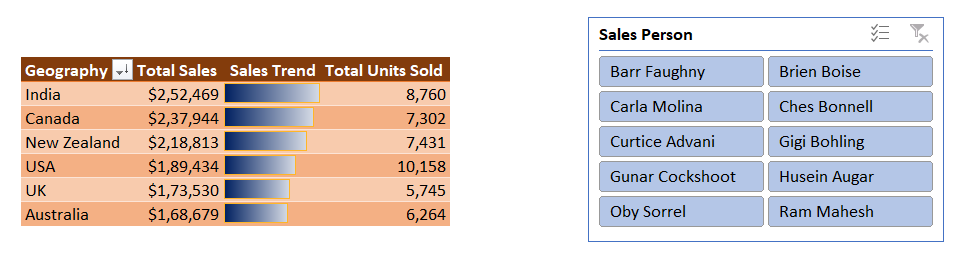 Geography Total Sales Sales Trend Total Units Sold
India $2,52,469 8,760
Canada $2,37,944 7,302
New Zealand $2,18,813 7,431
USA $1,89,434 10,158
UK $1,73,530 5,745
Australia $1,68,679 6,264
Sales Person
Barr Faughny Brien Boise
Carla Molina Ches Bonnell
Curtice Advani Gigi Bohling
Gunar Cockshoot Husein Augar
Oby Sorrel Ram Mahesh